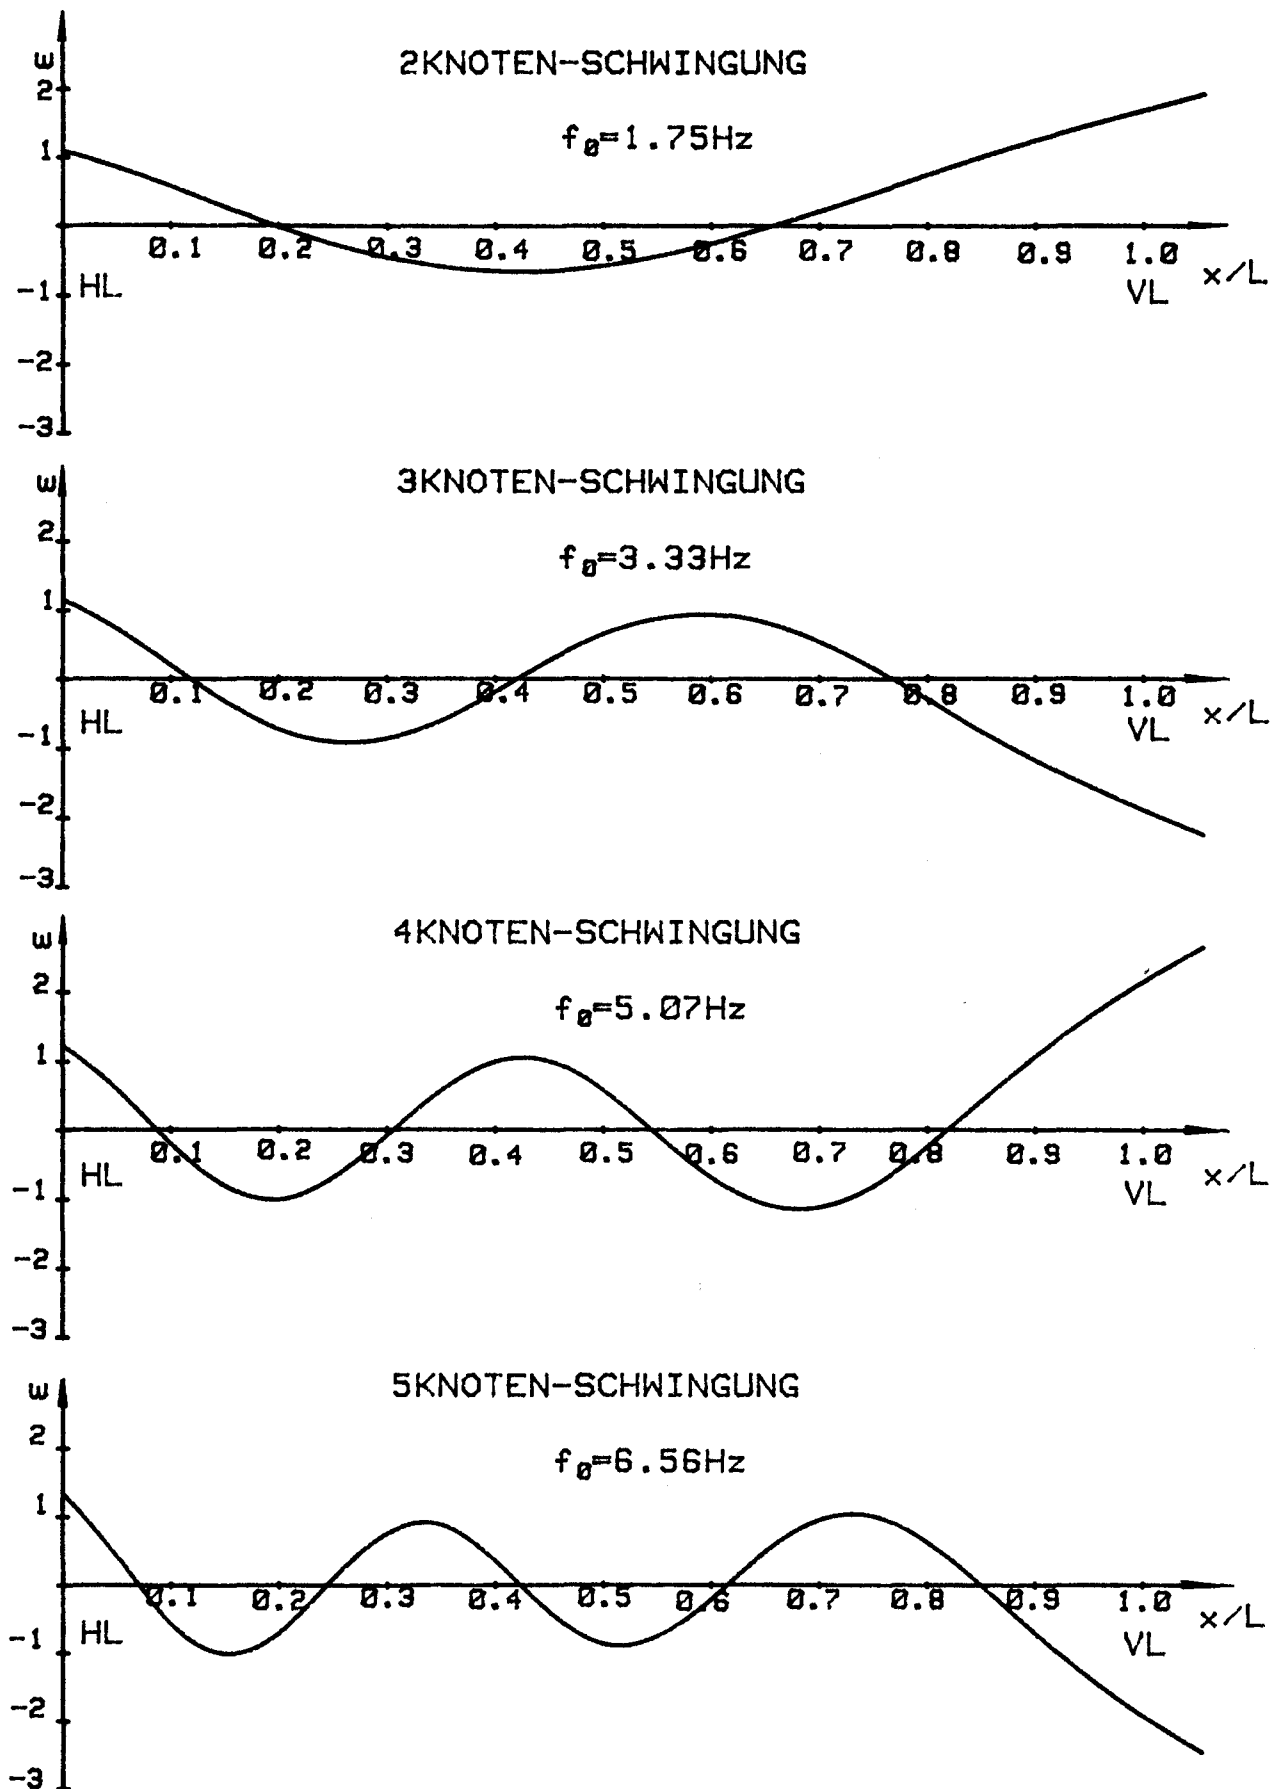 ω
2KNOTEN-SCHWINGUNG
2
f0=1.75Hz
1
0.1 0.2 0.3 0.4 0.5 0.6 0.7 0.8 0.9 1.0
-1 HL VL x/L
-2
-3
ω
3KNOTEN-SCHWINGUNG
2
f0=3.33Hz
1
0.1 0.2 0.3 0.4 0.5 0.6 0.7 0.8 0.9 1.0
-1 HL VL x/L
-2
-3
ω
4KNOTEN-SCHWINGUNG
2
f0=5.07Hz
1
0.1 0.2 0.3 0.4 0.5 0.6 0.7 0.8 0.9 1.0
-1 HL VL x/L
-2
-3
ω
5KNOTEN-SCHWINGUNG
2
f0=6.56Hz
1
0.1 0.2 0.3 0.4 0.5 0.6 0.7 0.8 0.9 1.0
-1 HL VL x/L
-2
-3